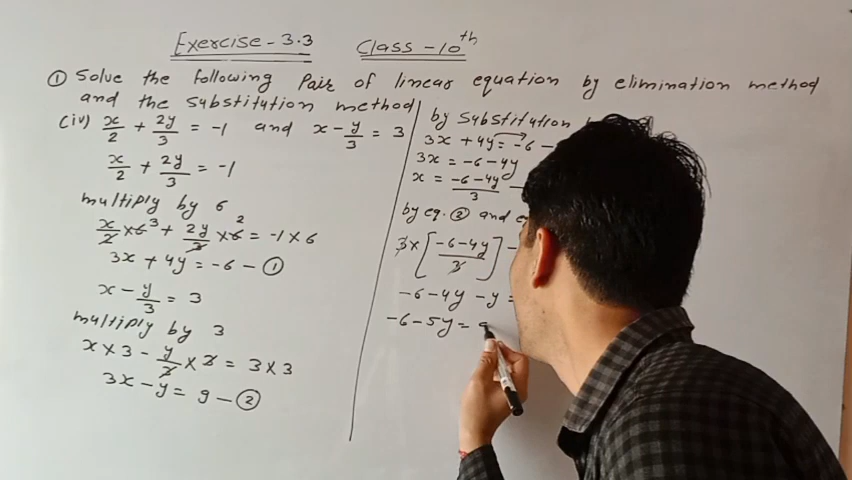 Exercise - 3.3 Class - 10th
① Solve the following Pair of linear equation by elimination method
and the substitution method
(iv) x/2 + 2y/3 = -1 and x - y/3 = 3
x/2 + 2y/3 = -1
multiply by 6
x/2 × 6 3 + 2y/3 × 6 2 = -1 × 6
3x + 4y = -6 - ①
x - y/3 = 3
multiply by 3
x × 3 - y/3 × 3 = 3 × 3
3x - y = 9 - ②
by Substitution
3x + 4y = -6 -
3x = -6 - 4y
x = -6-4y/3 -
by eq. ② and
3 × [-6-4y/3] -
-6 - 4y - y =
-6 - 5y =